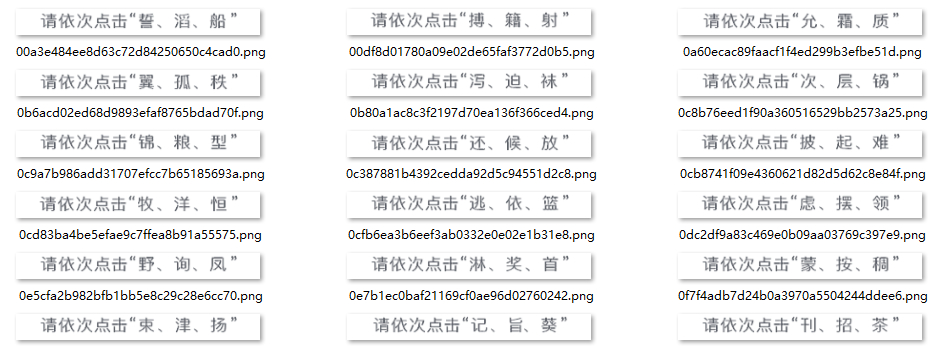 请依次点击“誓、滔、船” 请依次点击“搏、籍、射” 请依次点击“允、霜、质”
00a3e484ee8d63c72d84250650c4cad0.png 00df8d01780a09e02de65faf3772d0b5.png 0a60ecac89faacf1f4ed299b3efbe51d.png
请依次点击“翼、孤、秩” 请依次点击“泻、迫、袜” 请依次点击“次、层、锅”
0b6acd02ed68d9893efaf8765bdad70f.png 0b80a1ac8c3f2197d70ea136f366ced4.png 0c8b76eed1f90a360516529bb2573a25.png
请依次点击“锦、粮、型” 请依次点击“还、候、放” 请依次点击“披、起、难”
0c9a7b986add31707efcc7b65185693a.png 0c387881b4392cedda92d5c94551d2c8.png 0cb8741f09e4360621d82d5d62c8e84f.png
请依次点击“牧、洋、恒” 请依次点击“逃、依、篮” 请依次点击“虑、摆、领”
0cd83ba4be5efae9c7ffea8b91a55575.png 0cfb6ea3b6eef3ab0332e0e02e1b31e8.png 0dc2df9a83c469e0b09aa03769c397e9.png
请依次点击“野、询、凤” 请依次点击“淋、奖、首” 请依次点击“蒙、按、稠”
0e5cfa2b982bfb1bb5e8c29c28e6cc70.png 0e7b1ec0baf21169cf0ae96d02760242.png 0f7f4adb7d24b0a3970a5504244ddee6.png
请依次点击“束、津、扬” 请依次点击“记、旨、葵” 请依次点击“刊、招、茶”